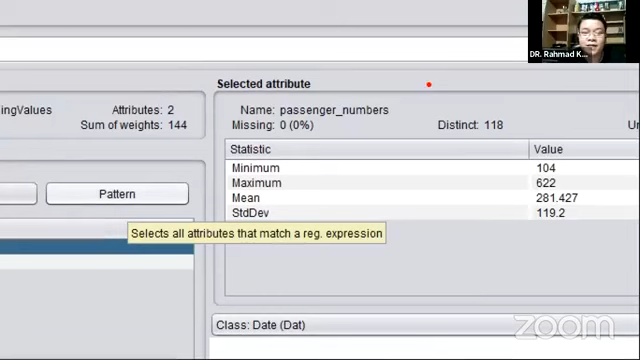 DR. Rahmad K...
Selected attribute
ingValues
Attributes: 2
Sum of weights: 144
Name: passenger_numbers
Missing: 0 (0%)
Distinct: 118
Un
Statistic
Value
Minimum
104
Maximum
622
Mean
281.427
StdDev
119.2
Pattern
Selects all attributes that match a reg. expression
Class: Date (Dat)
zoom